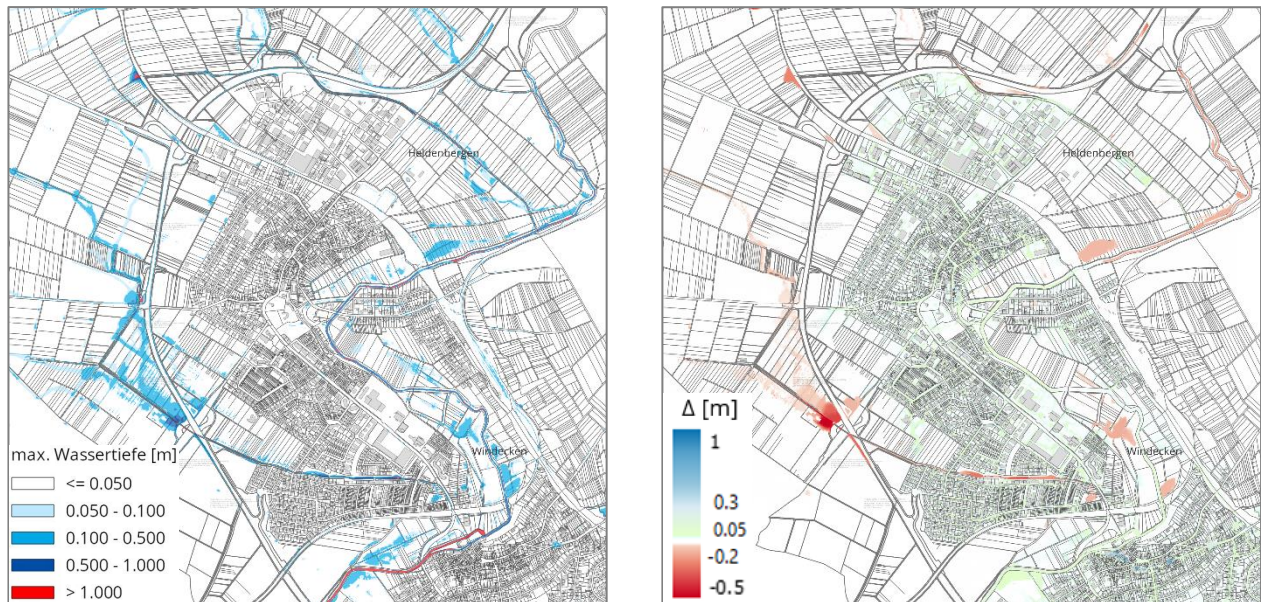 Heldenbergen
Windecken
max. Wassertiefe [m]
<= 0.050
0.050 - 0.100
0.100 - 0.500
0.500 - 1.000
> 1.000
Heldenbergen
Windecken
Δ [m]
1
0.3
0.05
-0.2
-0.5